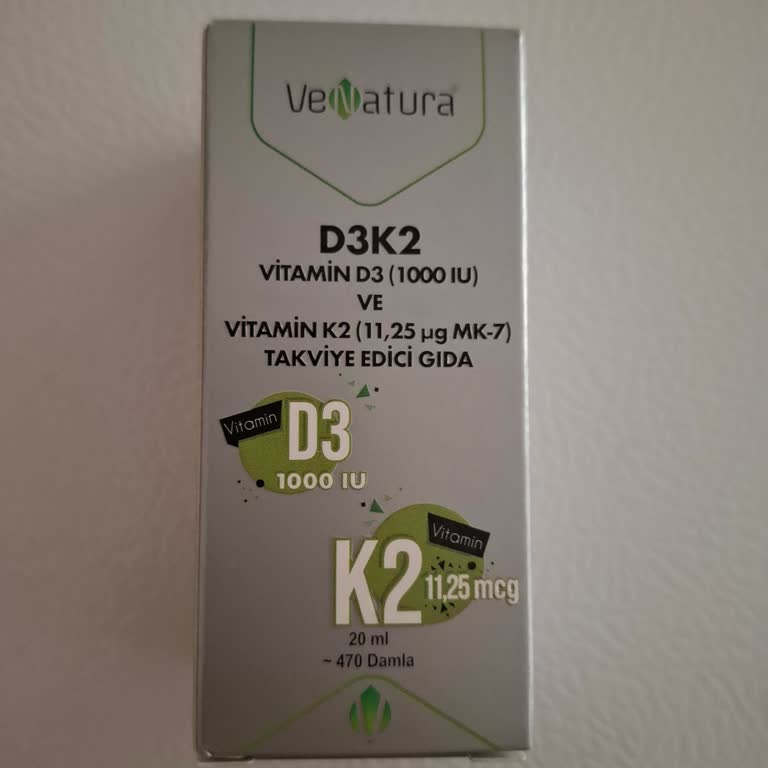 VeNatura
D3K2
VİTAMİN D3 (1000 IU)
VE
VİTAMİN K2 (11,25 µg MK-7)
TAKVİYE EDİCİ GIDA
Vitamin
D3
1000 IU
Vitamin
K2
11,25 mcg
20 ml
~ 470 Damla